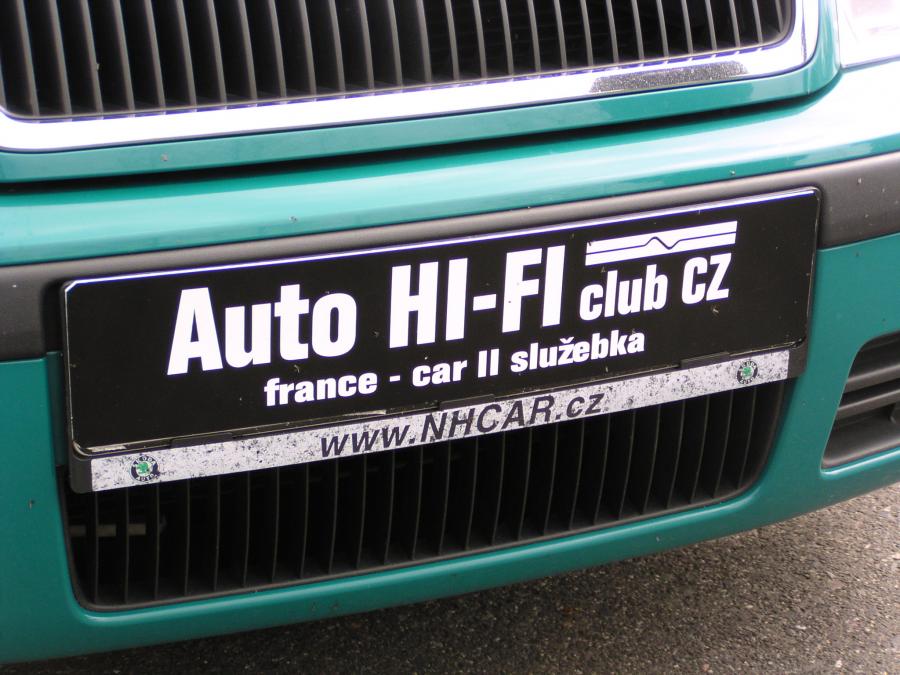 Auto HI-FI club CZ
france - car II služebka
www.NHCAR.cz